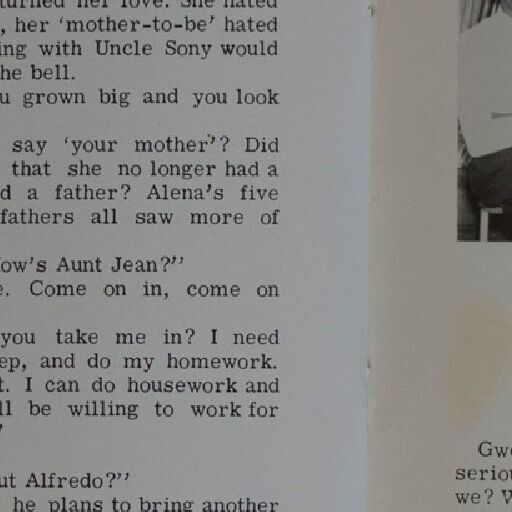 turned her love. She hated
, her 'mother-to-be' hated
ing with Uncle Sony would
he bell.
u grown big and you look
say 'your mother'? Did
that she no longer had a
d a father? Alena's five
fathers all saw more of
ow's Aunt Jean?"
e. Come on in, come on
you take me in? I need
ep, and do my homework.
t. I can do housework and
ll be willing to work for
'
ut Alfredo?"
he plans to bring another
Gw
seriou
we? W